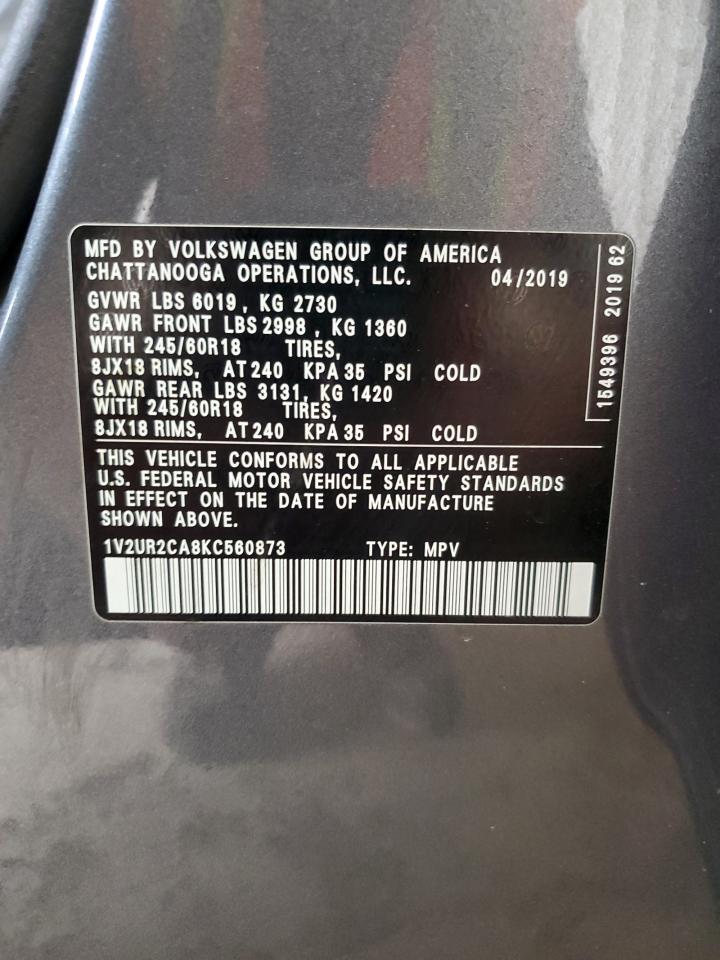 MFD BY VOLKSWAGEN GROUP OF AMERICA
CHATTANOOGA OPERATIONS, LLC. 04/2019
GVWR LBS 6019, KG 2730
GAWR FRONT LBS 2998, KG 1360
WITH 245/60R18 TIRES,
8JX18 RIMS, AT 240 KPA 35 PSI COLD
GAWR REAR LBS 3131, KG 1420
WITH 245/60R18 TIRES,
8JX18 RIMS, AT 240 KPA 35 PSI COLD
THIS VEHICLE CONFORMS TO ALL APPLICABLE
U.S. FEDERAL MOTOR VEHICLE SAFETY STANDARDS
IN EFFECT ON THE DATE OF MANUFACTURE
SHOWN ABOVE.
1V2UR2CA8KC560873 TYPE: MPV
1549396 2019 62